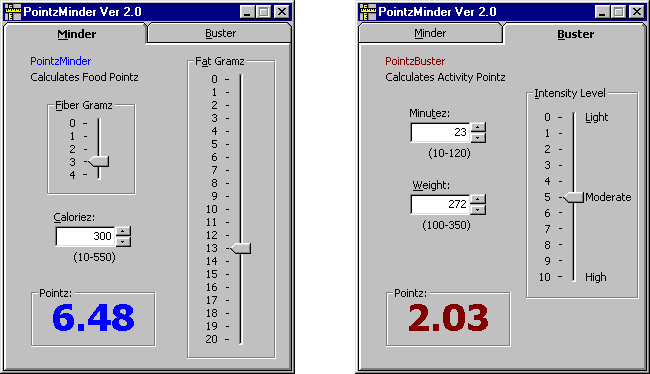 PointzMinder Ver 2.0
Minder
Buster
PointzMinder
Calculates Food Pointz
Fiber Gramz
0
1
2
3
4
Caloriez:
300
(10-550)
Pointz:
6.48
Fat Gramz
0
1
2
3
4
5
6
7
8
9
10
11
12
13
14
15
16
17
18
19
20
PointzMinder Ver 2.0
Minder
Buster
PointzBuster
Calculates Activity Pointz
Minutez:
23
(10-120)
Weight:
272
(100-350)
Pointz:
2.03
Intensity Level
0 Light
1
2
3
4
5 Moderate
6
7
8
9
10 High